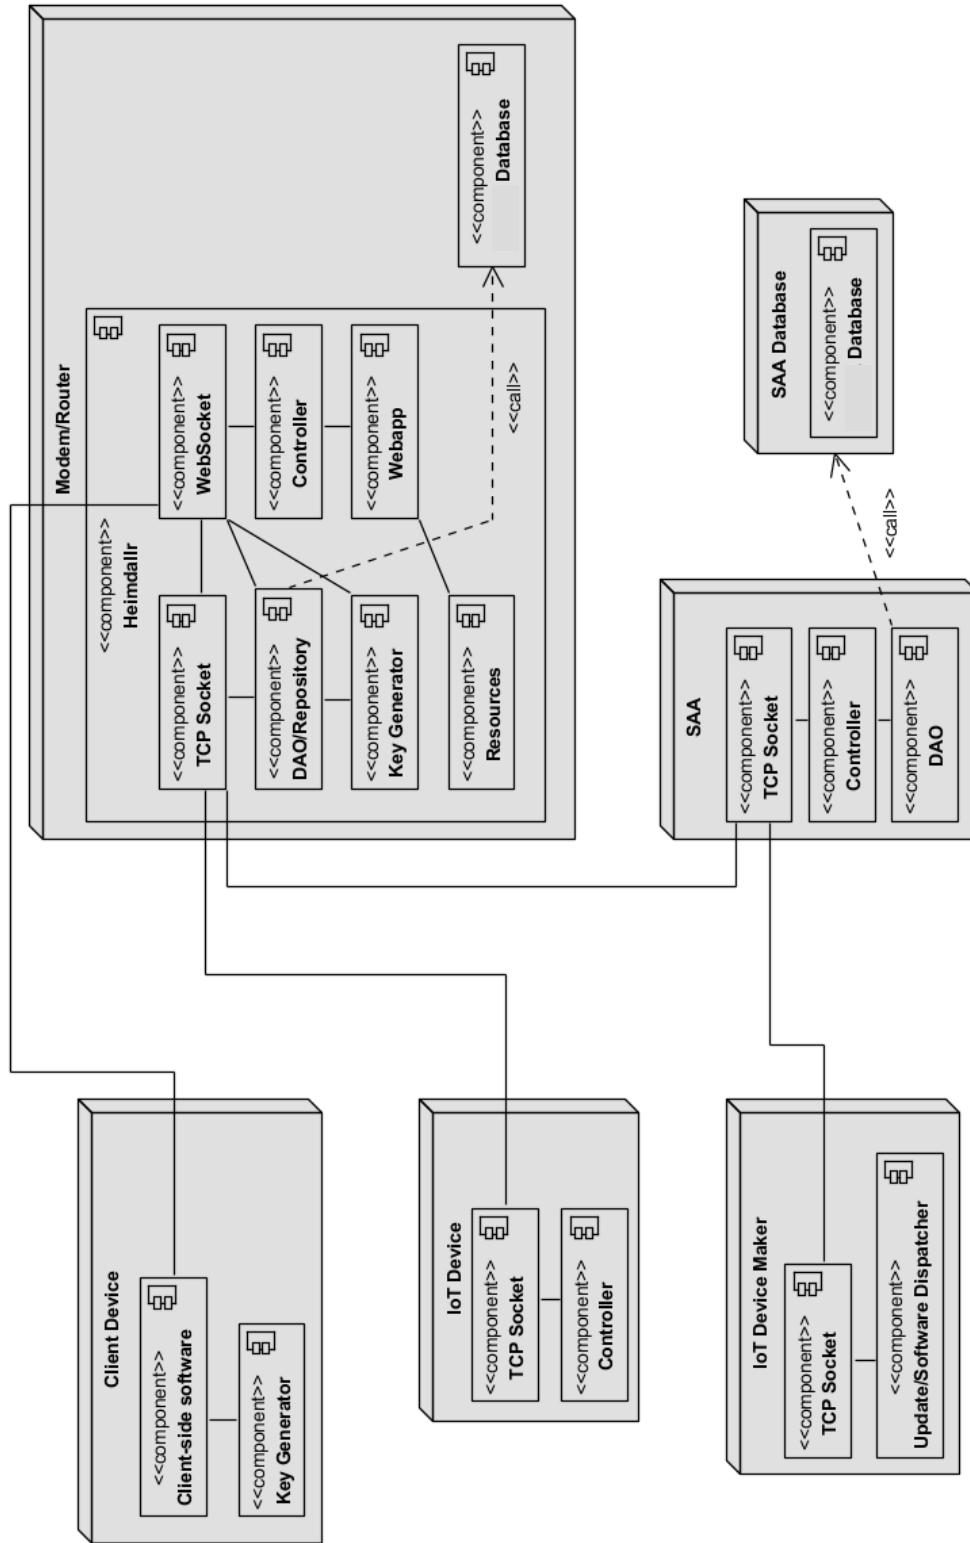 Client Device
<<component>>
Client-side software
<<component>>
Key Generator
IoT Device
<<component>>
TCP Socket
<<component>>
Controller
IoT Device Maker
<<component>>
TCP Socket
<<component>>
Update/Software Dispatcher
Modem/Router
<<component>>
Heimdallr
<<component>>
TCP Socket
<<component>>
DAO/Repository
<<component>>
Key Generator
<<component>>
Resources
<<component>>
WebSocket
<<component>>
Controller
<<component>>
Webapp
<<call>>
<<component>>
Database
SAA
<<component>>
TCP Socket
<<component>>
Controller
<<component>>
DAO
<<call>>
SAA Database
<<component>>
Database